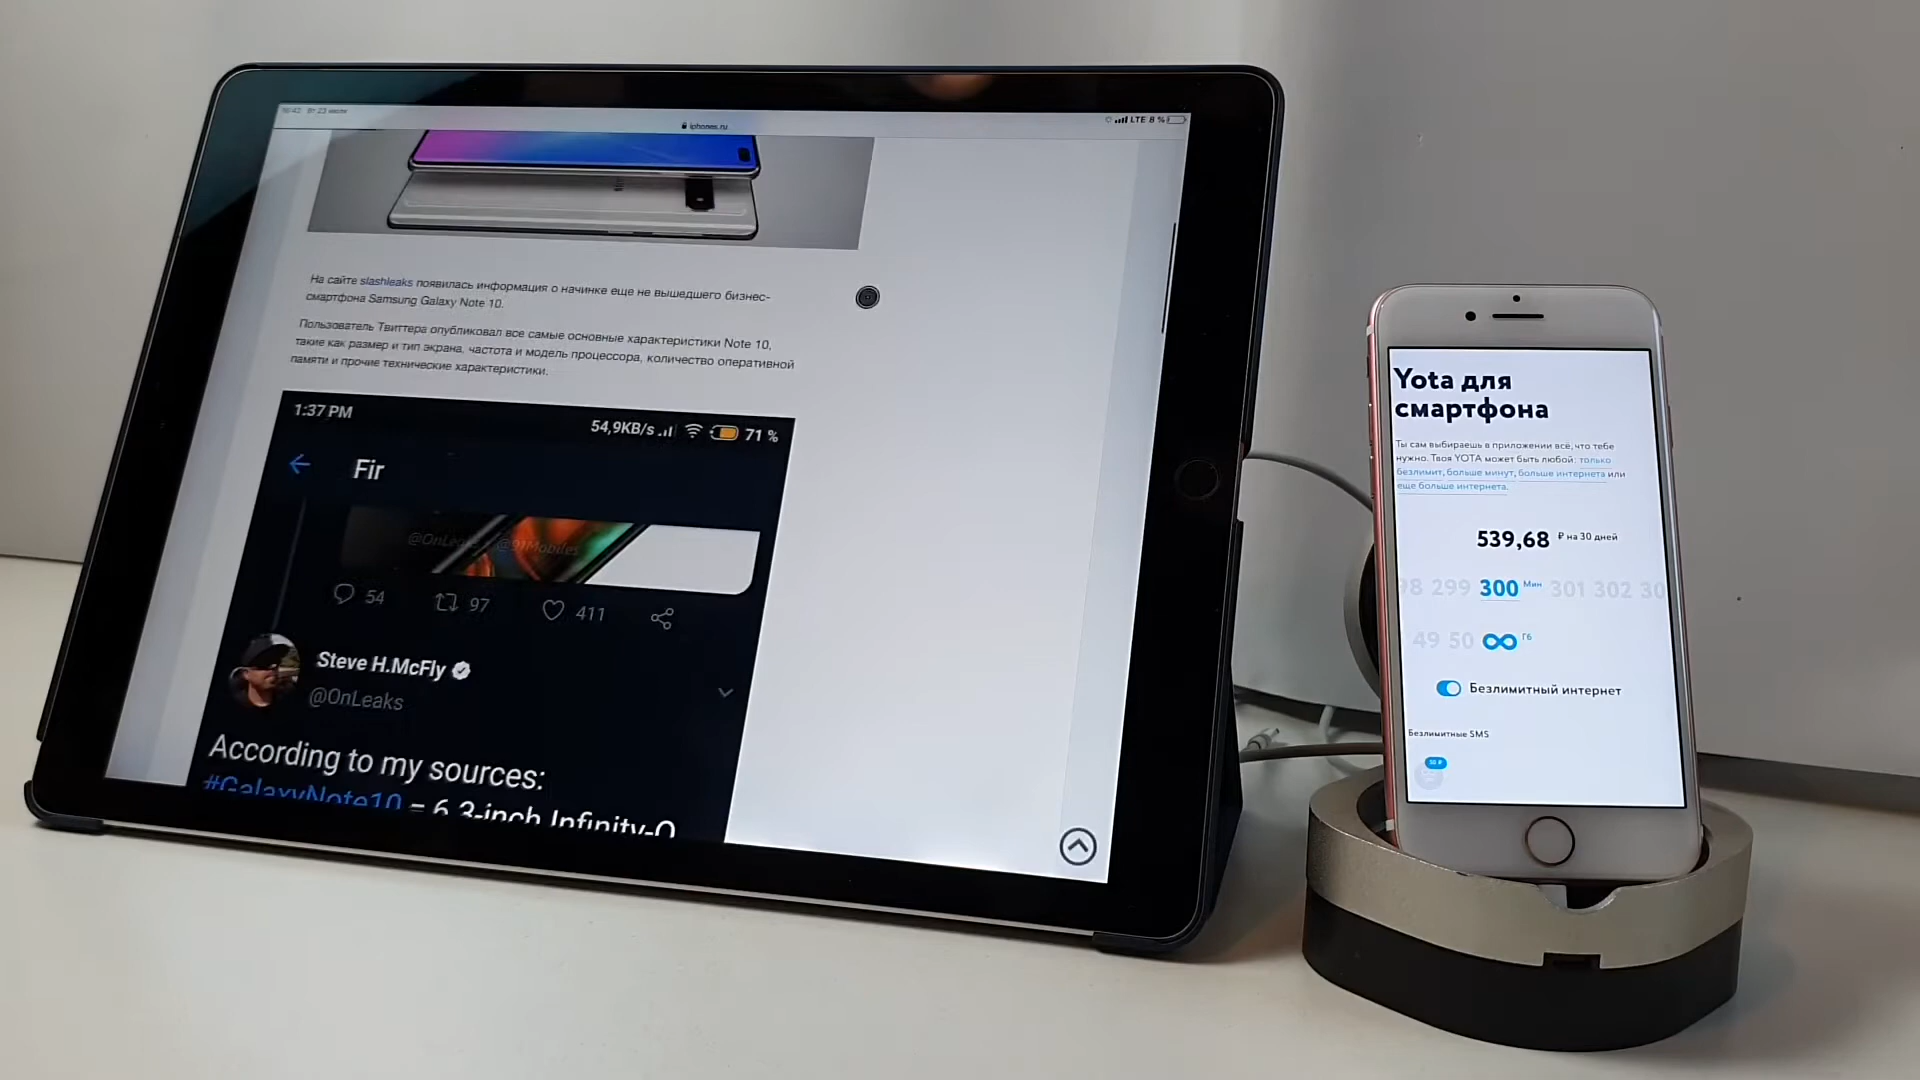 вт 23 июля
iphones.ru
LTE 8 %
На сайте slashleaks появилась информация о начинке еще не вышедшего бизнес-
смартфона Samsung Galaxy Note 10.
Пользователь Твиттера опубликовал все самые основные характеристики Note 10,
такие как размер и тип экрана, частота и модель процессора, количество оперативной
памяти и прочие технические характеристики.
1:37 PM
54,9KB/s
71 %
Fir
@OnLeaks
@91Mobiles
54
97
411
Steve H.McFly
@OnLeaks
According to my sources:
#GalaxyNote10 = 6.3-inch Infinity-O
Yota для
смартфона
Ты сам выбираешь в приложении всё, что тебе
нужно. Твоя YOTA может быть любой: только
безлимит, больше минут, больше интернета или
еще больше интернета.
539,68 ₽ на 30 дней
98 299 300 Мин 301 302 30
49 50 ∞ Гб
Безлимитный интернет
Безлимитные SMS
50 ₽